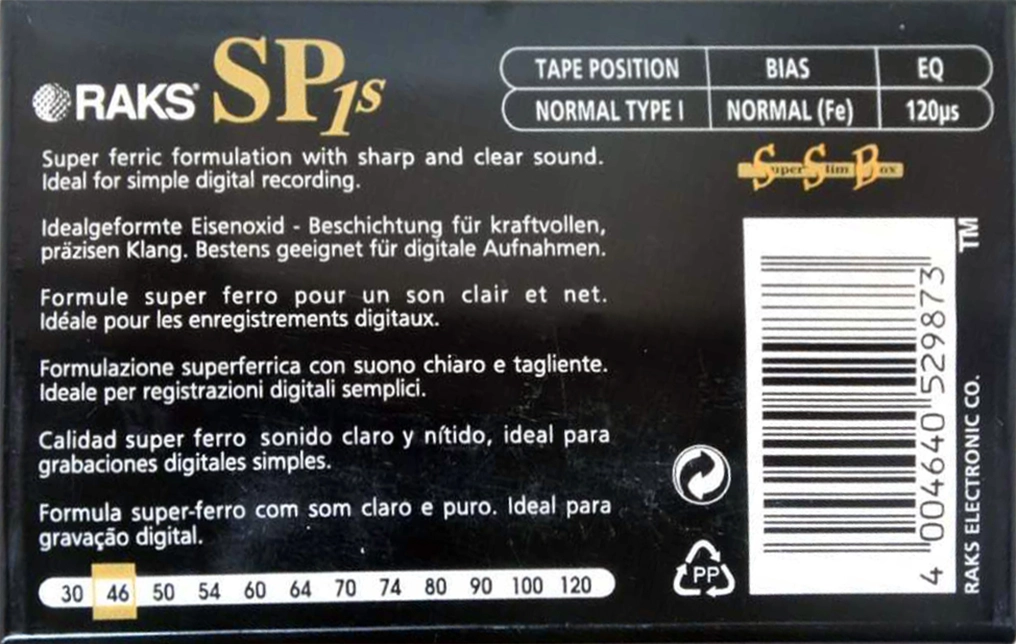 RAKS SP1s
TAPE POSITION BIAS EQ
NORMAL TYPE I NORMAL (Fe) 120µs
Super Slim Box
Super ferric formulation with sharp and clear sound.
Ideal for simple digital recording.
Idealgeformte Eisenoxid - Beschichtung für kraftvollen,
präzisen Klang. Bestens geeignet für digitale Aufnahmen.
Formule super ferro pour un son clair et net.
Idéale pour les enregistrements digitaux.
Formulazione superferrica con suono chiaro e tagliente.
Ideale per registrazioni digitali semplici.
Calidad super ferro sonido claro y nítido, ideal para
grabaciones digitales simples.
Formula super-ferro com som claro e puro. Ideal para
gravação digital.
30 46 50 54 60 64 70 74 80 90 100 120
PP
4 004640 529873
RAKS ELECTRONIC CO.
TM